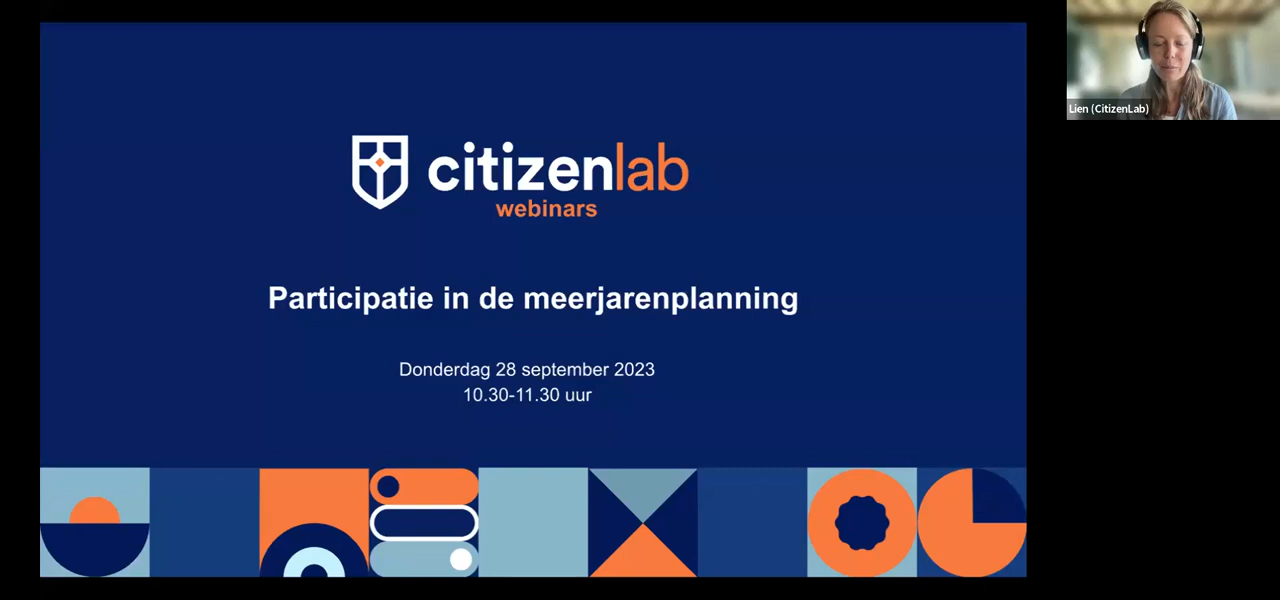 citizenlab
webinars
Participatie in de meerjarenplanning
Donderdag 28 september 2023
10.30-11.30 uur
Lien (CitizenLab)